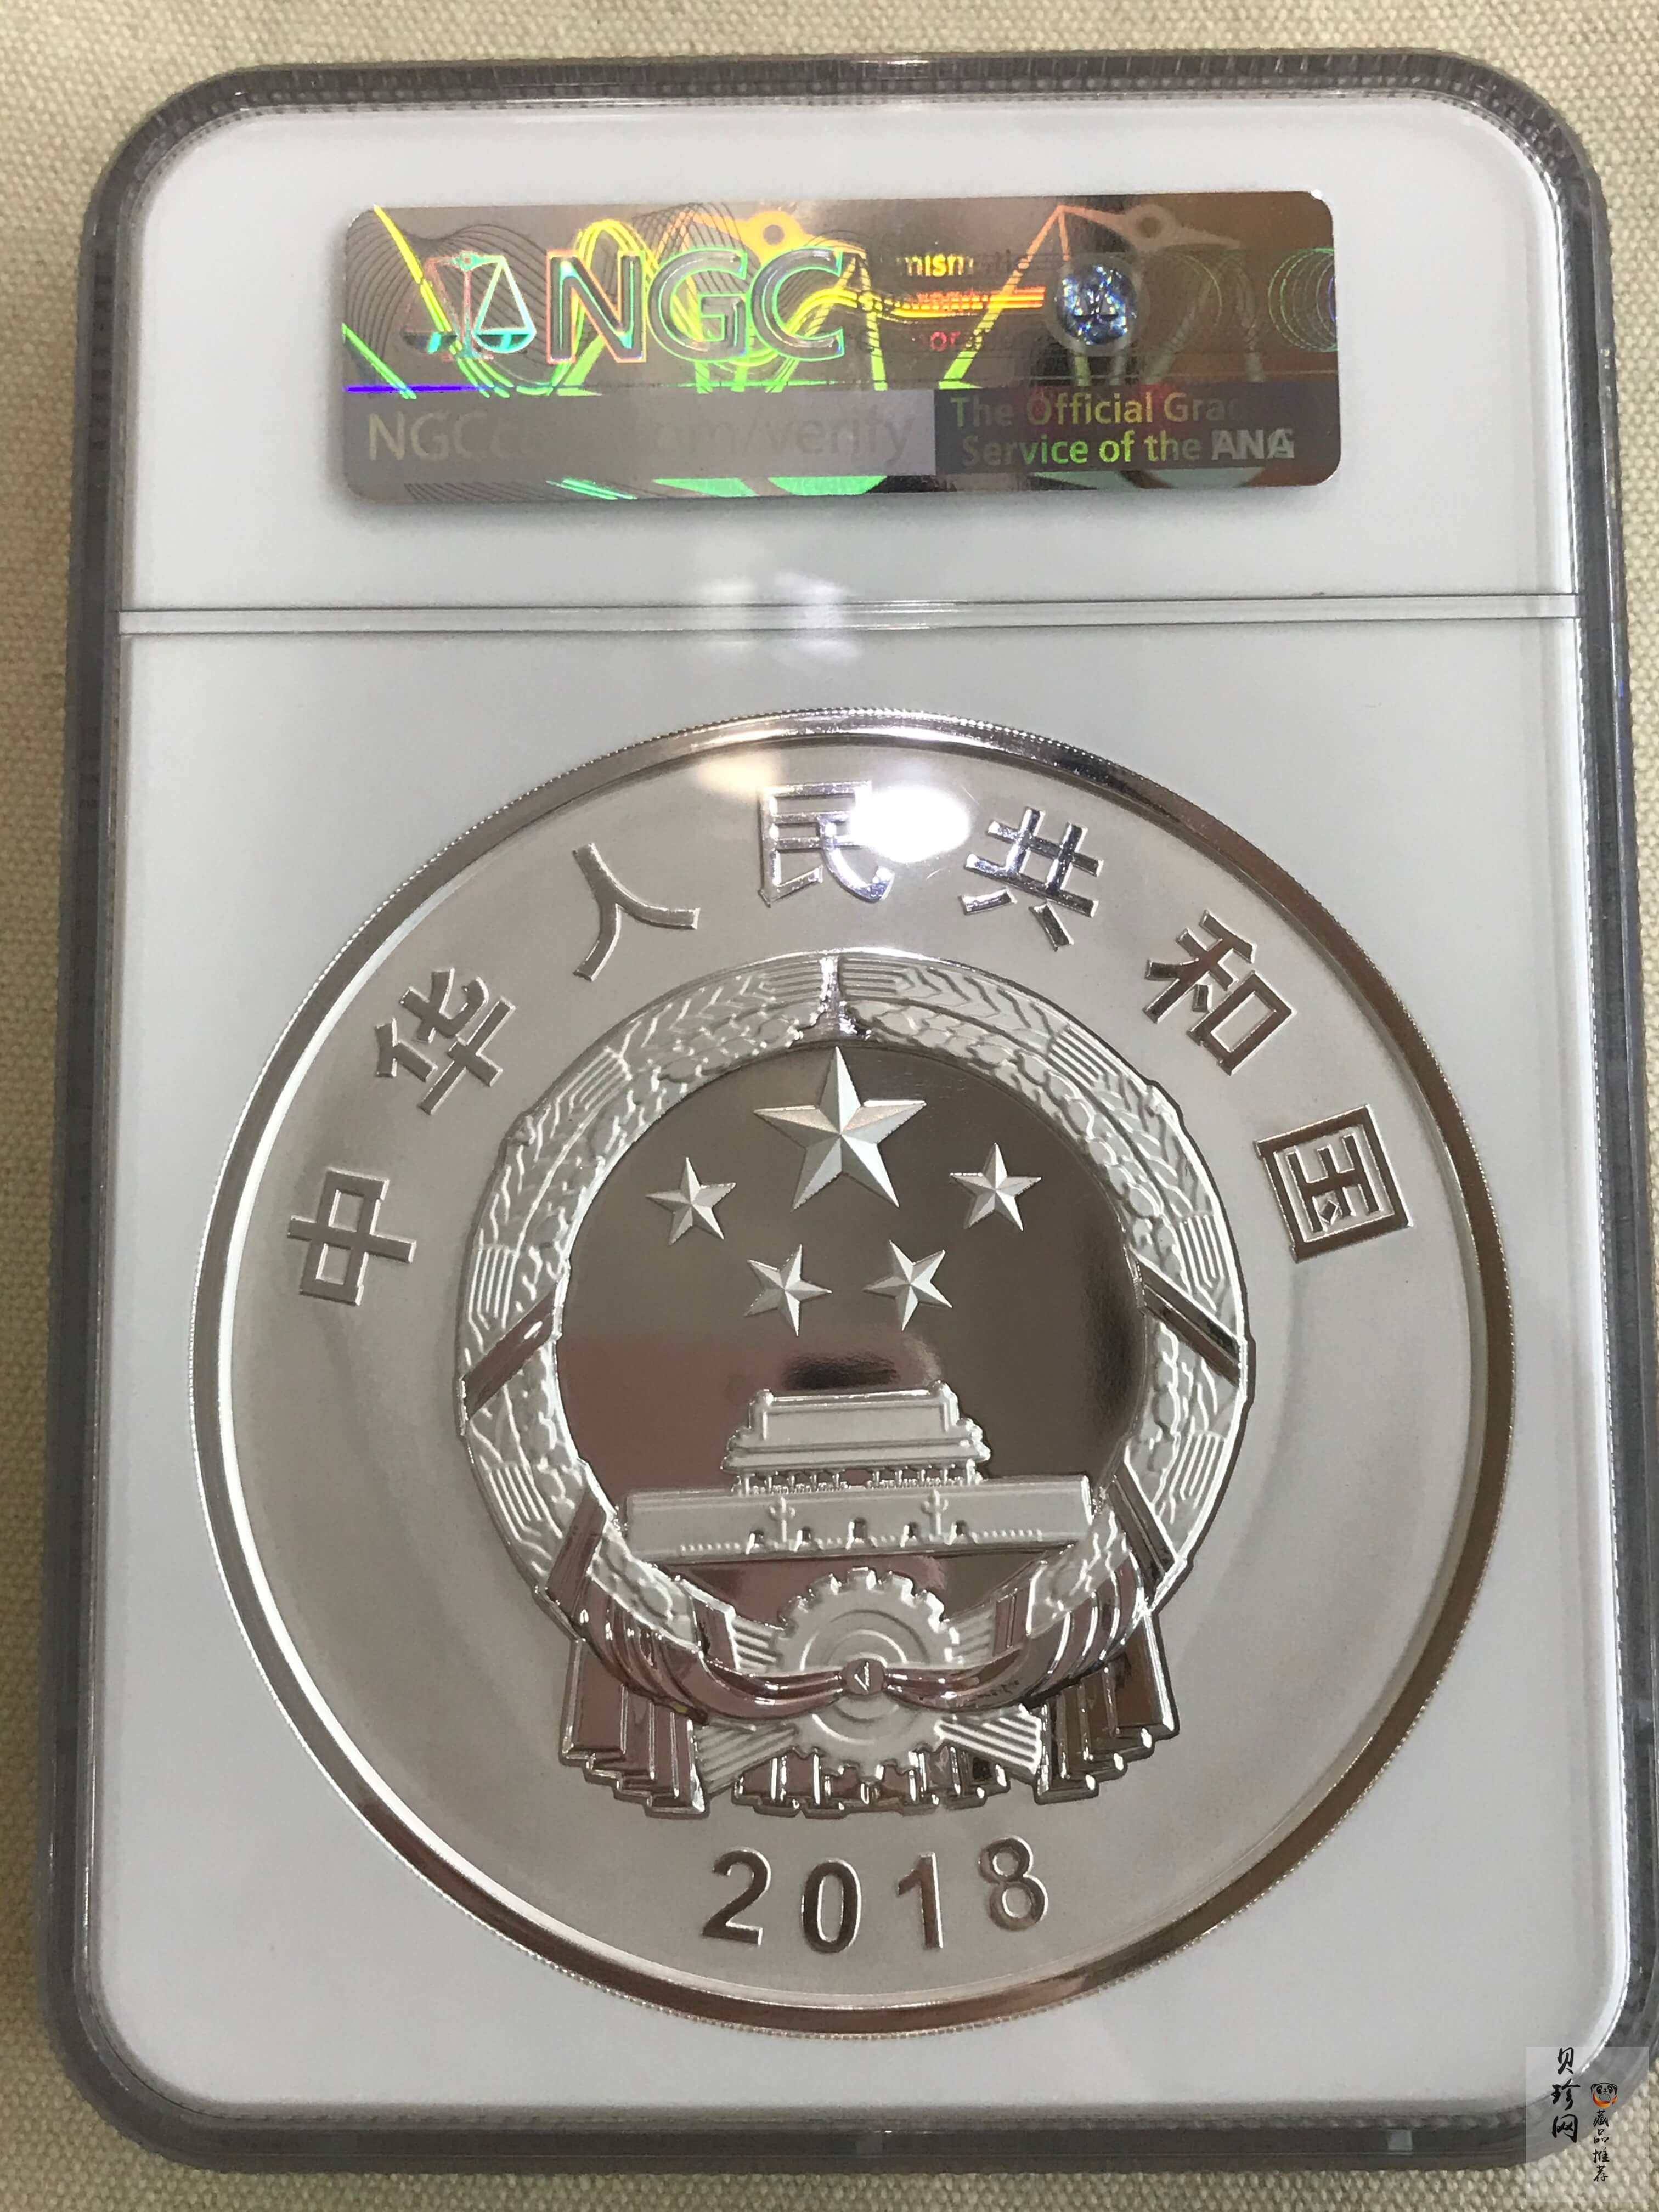 NGC
The Official Gra
Service of the ANA
中华人民共和国
2018
贝珍网
藏品推荐